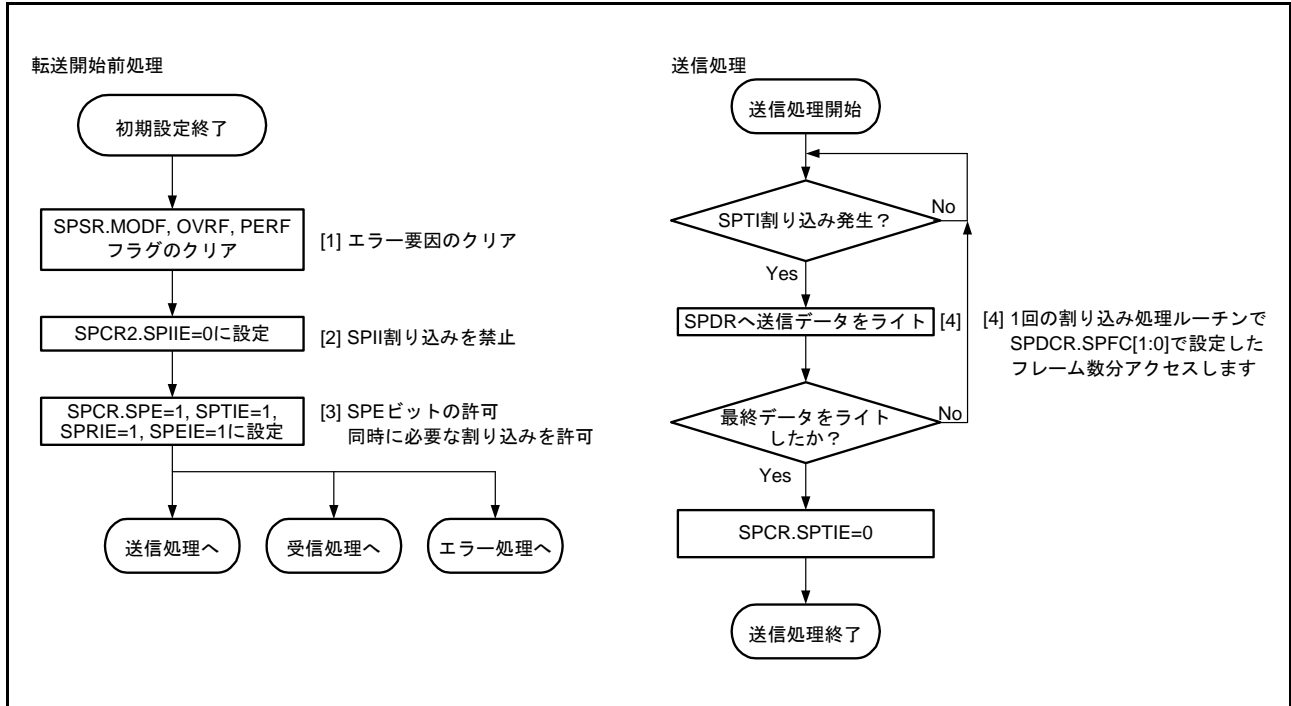 転送開始前処理
初期設定終了
SPSR.MODF, OVRF, PERF
フラグのクリア
[1] エラー要因のクリア
SPCR2.SPIIE=0に設定
[2] SPII割り込みを禁止
SPCR.SPE=1, SPTIE=1,
SPRIE=1, SPEIE=1に設定
[3] SPEビットの許可
同時に必要な割り込みを許可
送信処理へ
受信処理へ
エラー処理へ
送信処理
送信処理開始
SPTI割り込み発生？
No
Yes
SPDRへ送信データをライト
[4]
[4] 1回の割り込み処理ルーチンで
SPDCR.SPFC[1:0]で設定した
フレーム数分アクセスします
最終データをライト
したか？
No
Yes
SPCR.SPTIE=0
送信処理終了